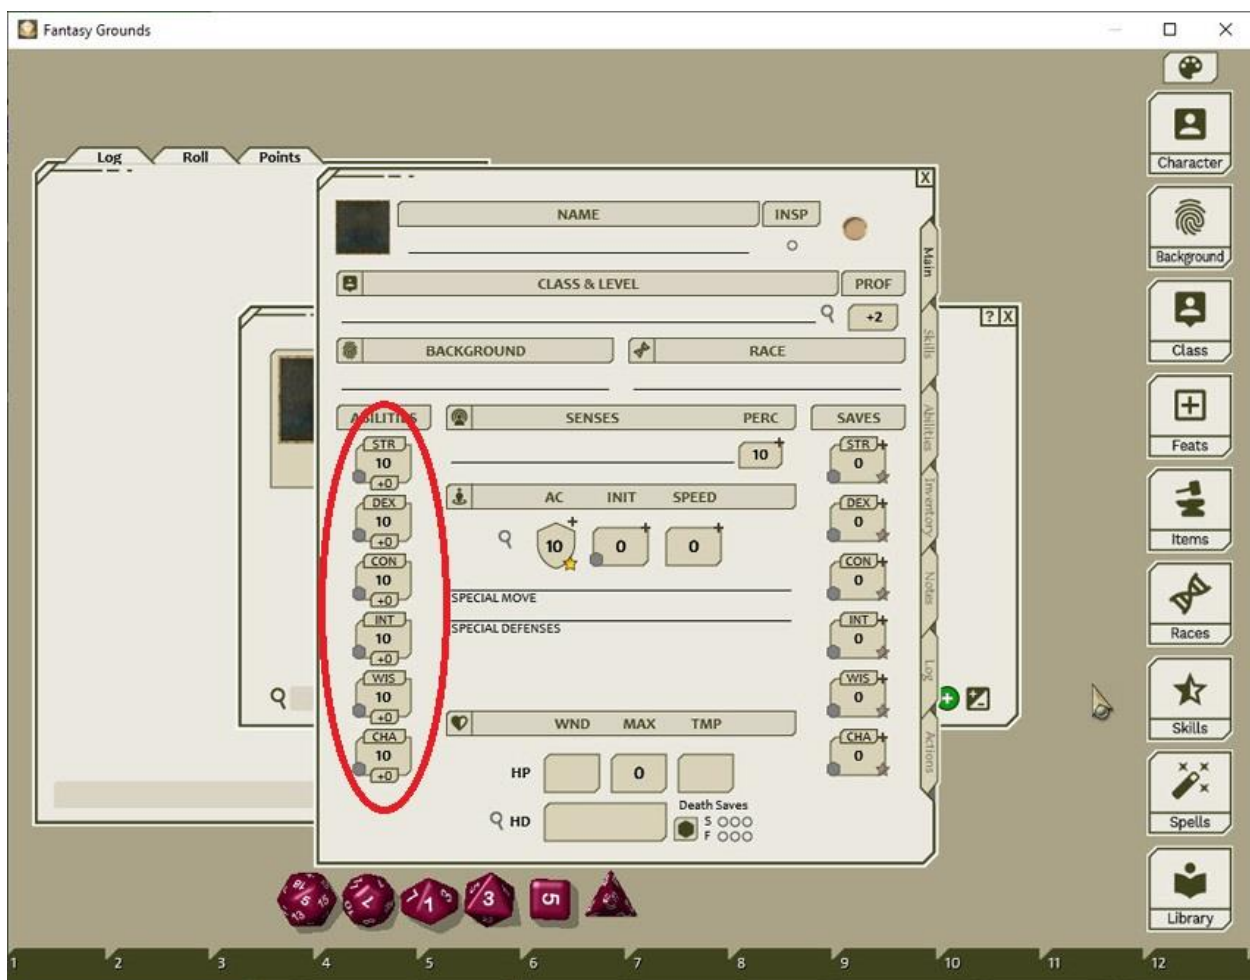 Fantasy Grounds
Log Roll Points
X
NAME INSP
CLASS & LEVEL PROF
+2
BACKGROUND RACE
ABILITIES SENSES PERC SAVES
10
STR 10 +0
DEX 10 +0
CON 10 +0
INT 10 +0
WIS 10 +0
CHA 10 +0
AC INIT SPEED
10 0 0
SPECIAL MOVE
SPECIAL DEFENSES
WND MAX TMP
HP 0
HD
Death Saves
S
F
STR 0
DEX 0
CON 0
INT 0
WIS 0
CHA 0
Main
Skills
Abilities
Inventory
Notes
Log
Actions
? X
Character
Background
Class
Feats
Items
Races
Skills
Spells
Library
1 2 3 4 5 6 7 8 9 10 11 12